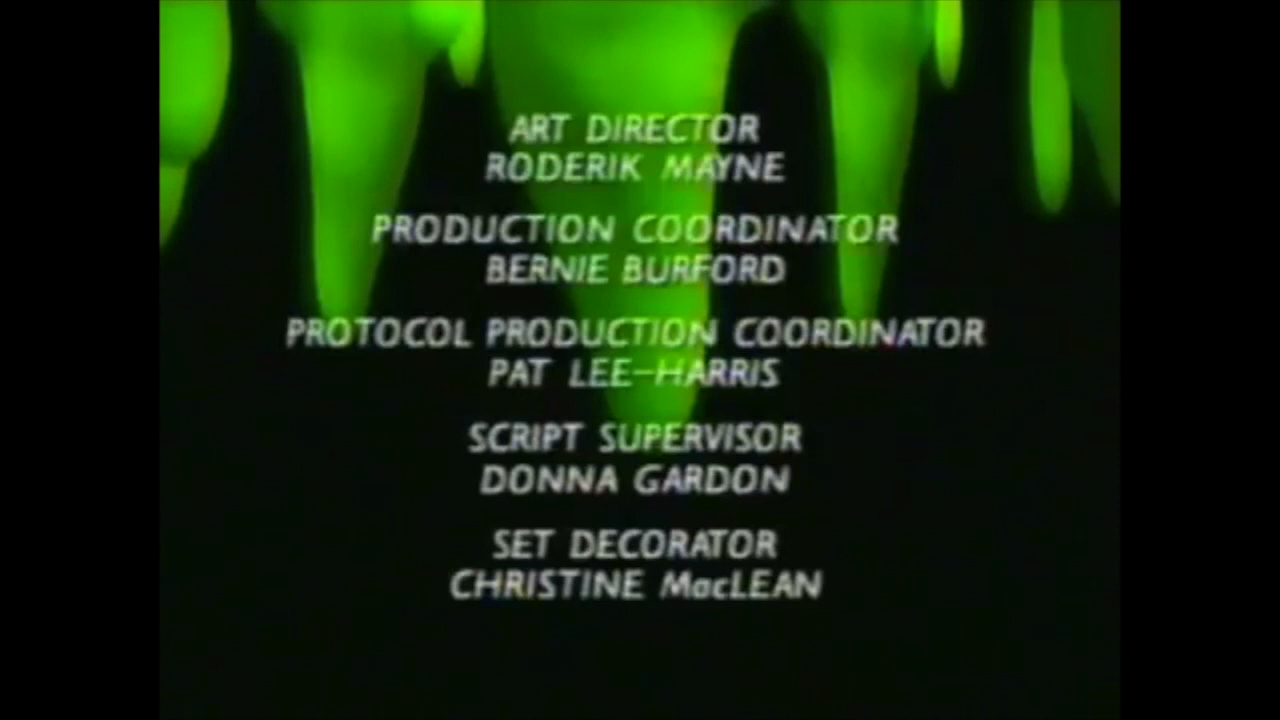 ART DIRECTOR
RODERIK MAYNE
PRODUCTION COORDINATOR
BERNIE BURFORD
PROTOCOL PRODUCTION COORDINATOR
PAT LEE-HARRIS
SCRIPT SUPERVISOR
DONNA GARDON
SET DECORATOR
CHRISTINE MacLEAN